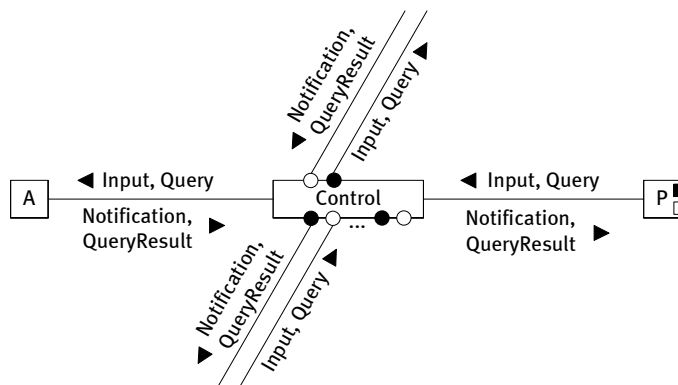 Notification,
QueryResult
Input, Query
Input, Query
A
Notification,
QueryResult
Control
...
Input, Query
P
Notification,
QueryResult
Notification,
QueryResult
Input, Query